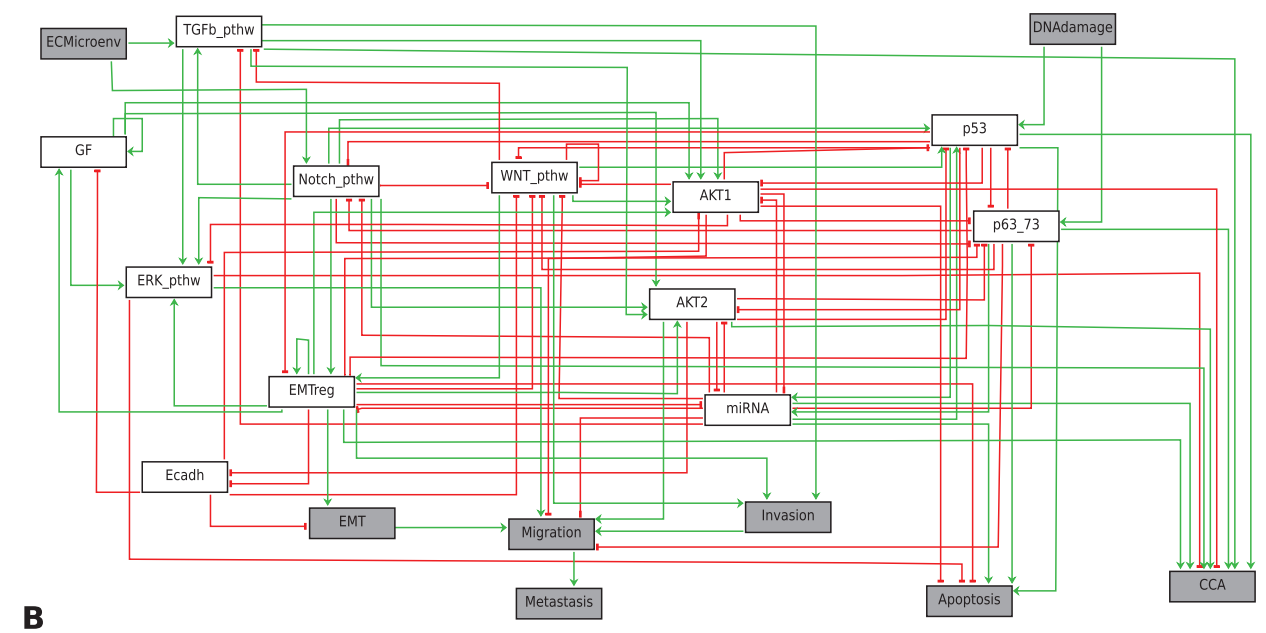 TGFb_pthw
DNAdamage
ECMicroenv
p53
GF
Notch_pthw
WNT_pthw
AKT1
p63_73
ERK_pthw
AKT2
EMTreg
miRNA
Ecadh
EMT
Invasion
Migration
CCA
Metastasis
Apoptosis
B